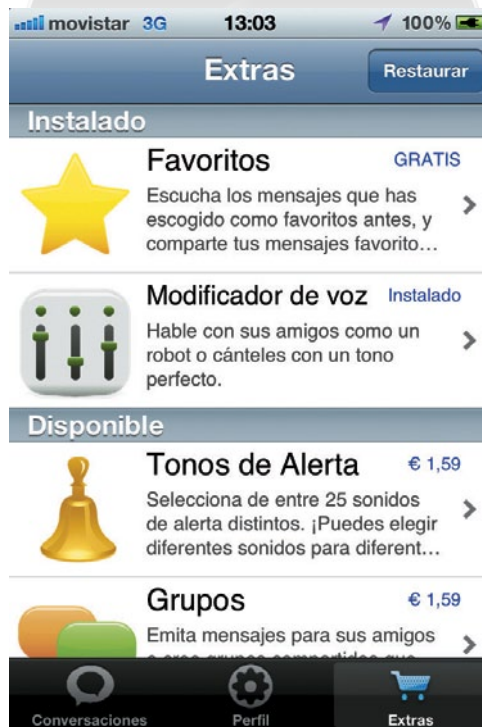 movistar 3G 13:03 100%
Extras Restaurar
Instalado
Favoritos GRATIS
Escucha los mensajes que has
escogido como favoritos antes, y
comparte tus mensajes favorito...
Modificador de voz Instalado
Hable con sus amigos como un
robot o cánteles con un tono
perfecto.
Disponible
Tonos de Alerta € 1,59
Selecciona de entre 25 sonidos
de alerta distintos. ¡Puedes elegir
diferentes sonidos para diferent...
Grupos € 1,59
Emita mensajes para sus amigos
Conversaciones Perfil Extras